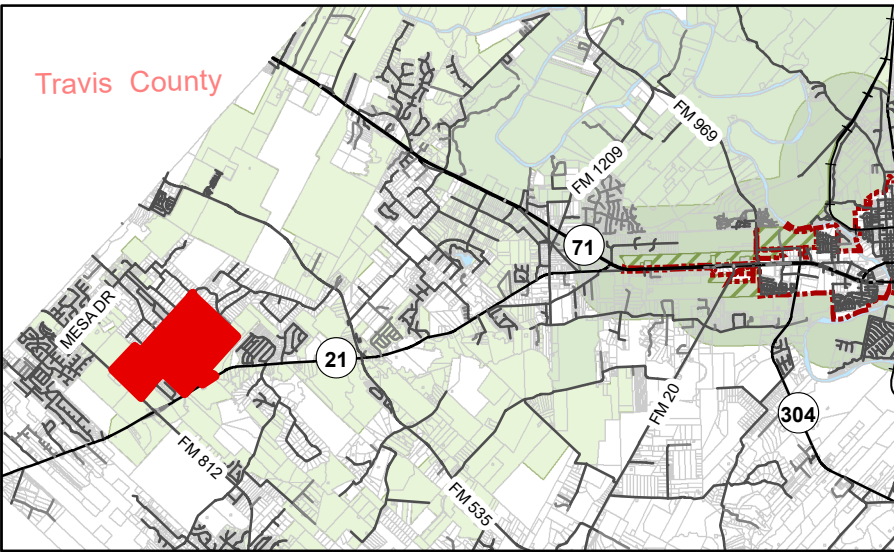 Travis County
FM 969
FM 1209
71
MESA DR
21
FM 20
304
FM 812
FM 535